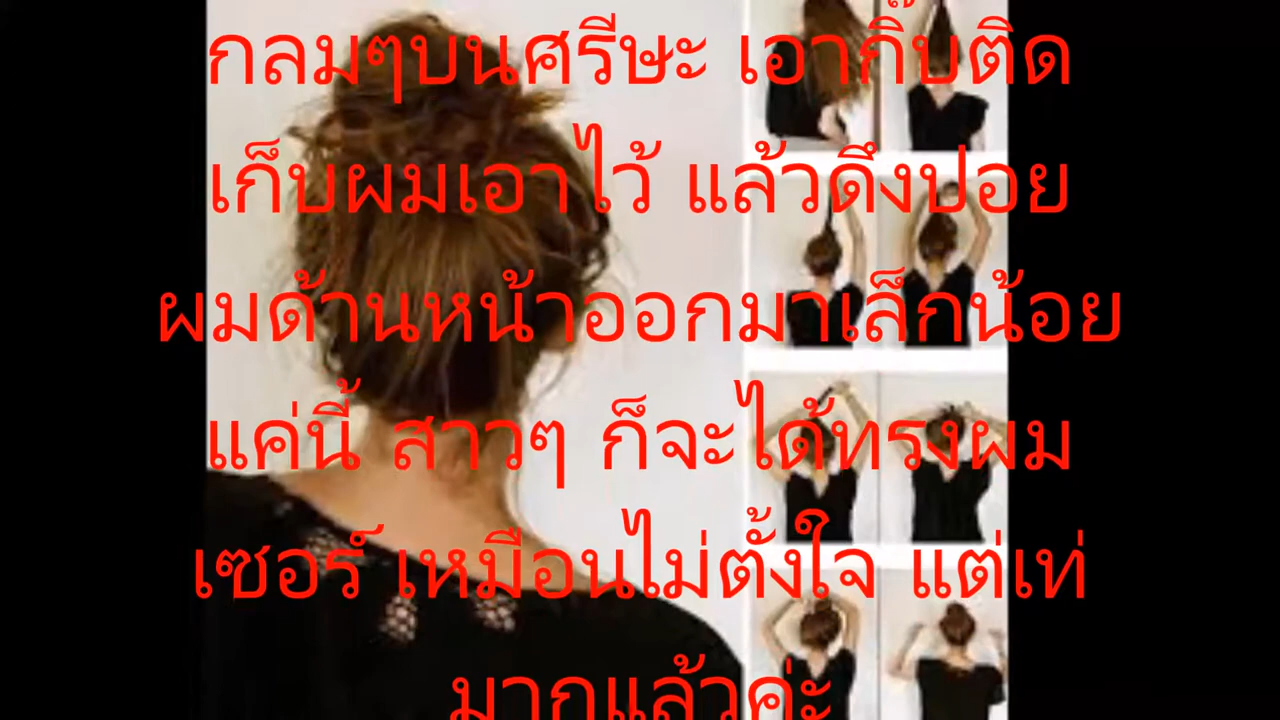 กลมๆบนศรีษะ เอากิ๊บติด
เก็บผมเอาไว้ แล้วดึงปอย
ผมด้านหน้าออกมาเล็กน้อย
แค่นี้ สาวๆ ก็จะได้ทรงผม
เซอร์ เหมือนไม่ตั้งใจ แต่เท่
มากแล้วค่ะ